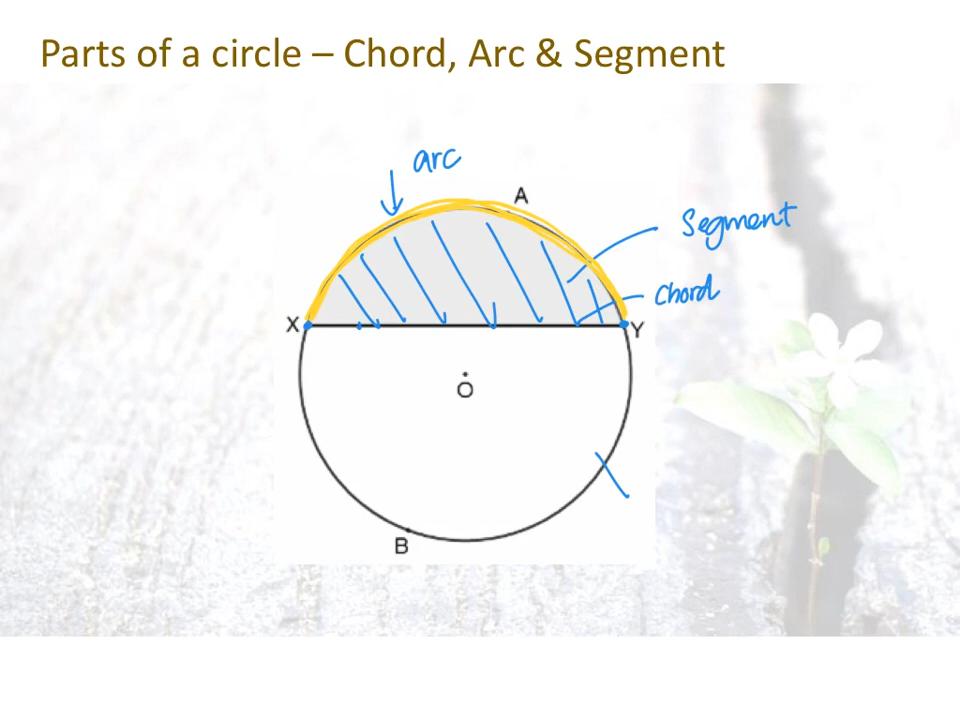 Parts of a circle – Chord, Arc & Segment
arc
A
Segment
Chord
X
Y
O
B